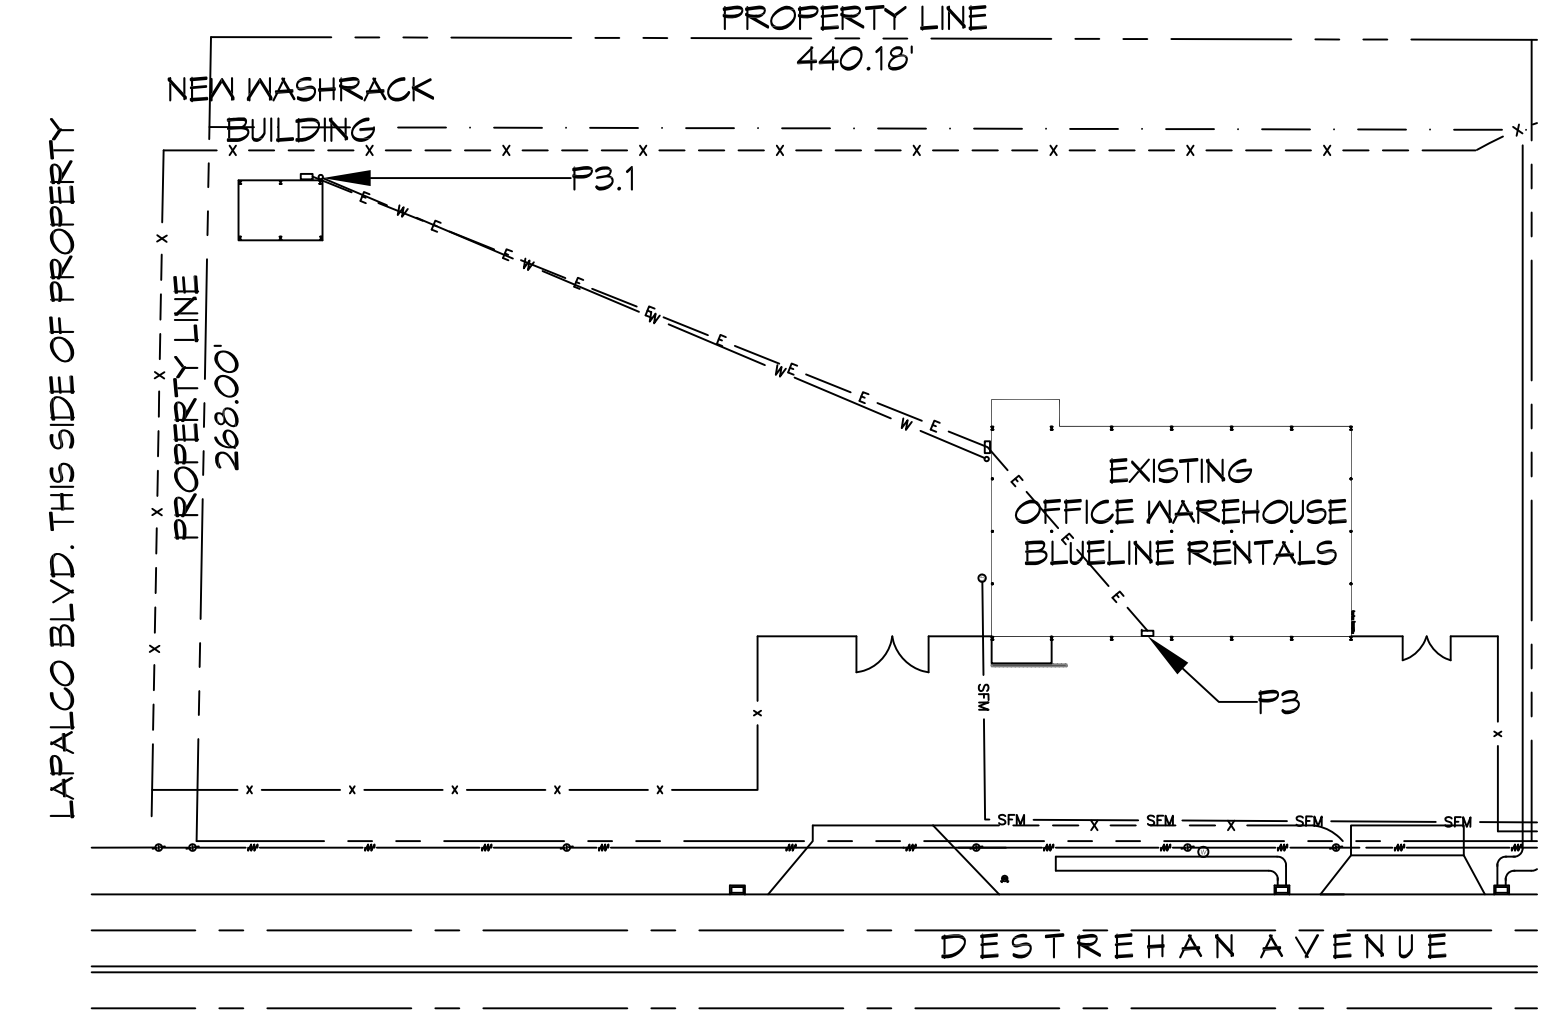 PROPERTY LINE
440.18'
NEW WASHRACK
BUILDING
X X X X X X X X X X
P3.1
LAPALCO BLVD. THIS SIDE OF PROPERTY
PROPERTY LINE
268.00'
X
X
X
X
E W E E W E E W E W E E W E
EXISTING
OFFICE WAREHOUSE
BLUELINE RENTALS
E
E
E
SFM
P3
X
X
X X X X X
SFM SFM SFM SFM
X X
DESTREHAN AVENUE